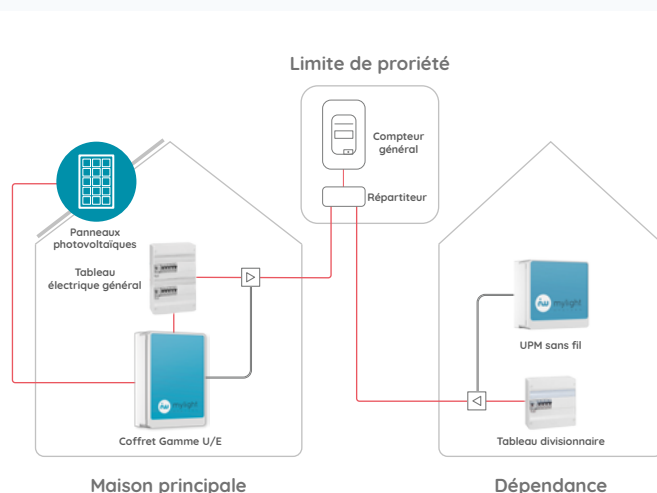 Limite de proriété
Compteur
général
Répartiteur
Panneaux
photovoltaïques
Tableau
électrique général
mylight
Coffret Gamme U/E
Maison principale
mylight
UPM sans fil
Tableau divisionnaire
Dépendance